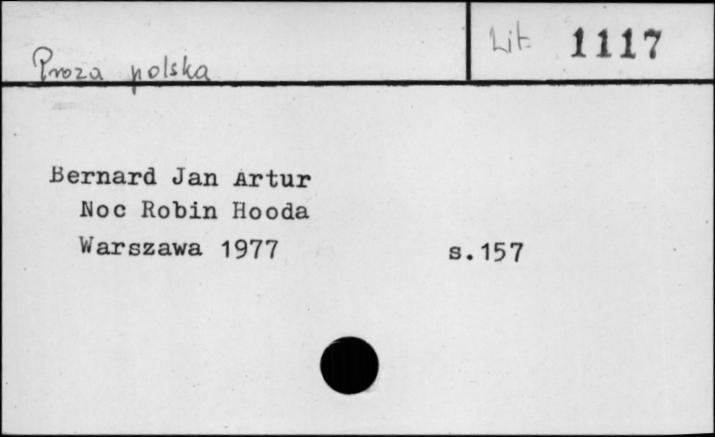 Proza polska
Lit. 1117
Bernard Jan Artur
Noc Robin Hooda
Warszawa 1977 s.157